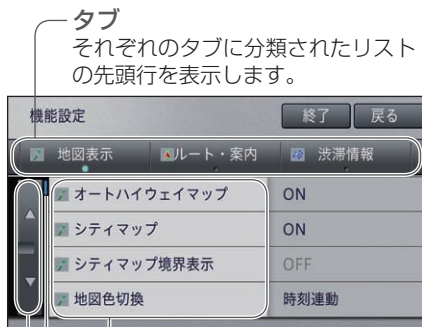 タブ
それぞれのタブに分類されたリスト
の先頭行を表示します。
機能設定 終了 戻る
地図表示 ルート・案内 渋滞情報
オートハイウェイマップ ON
シティマップ ON
シティマップ境界表示 OFF
地図色切換 時刻連動